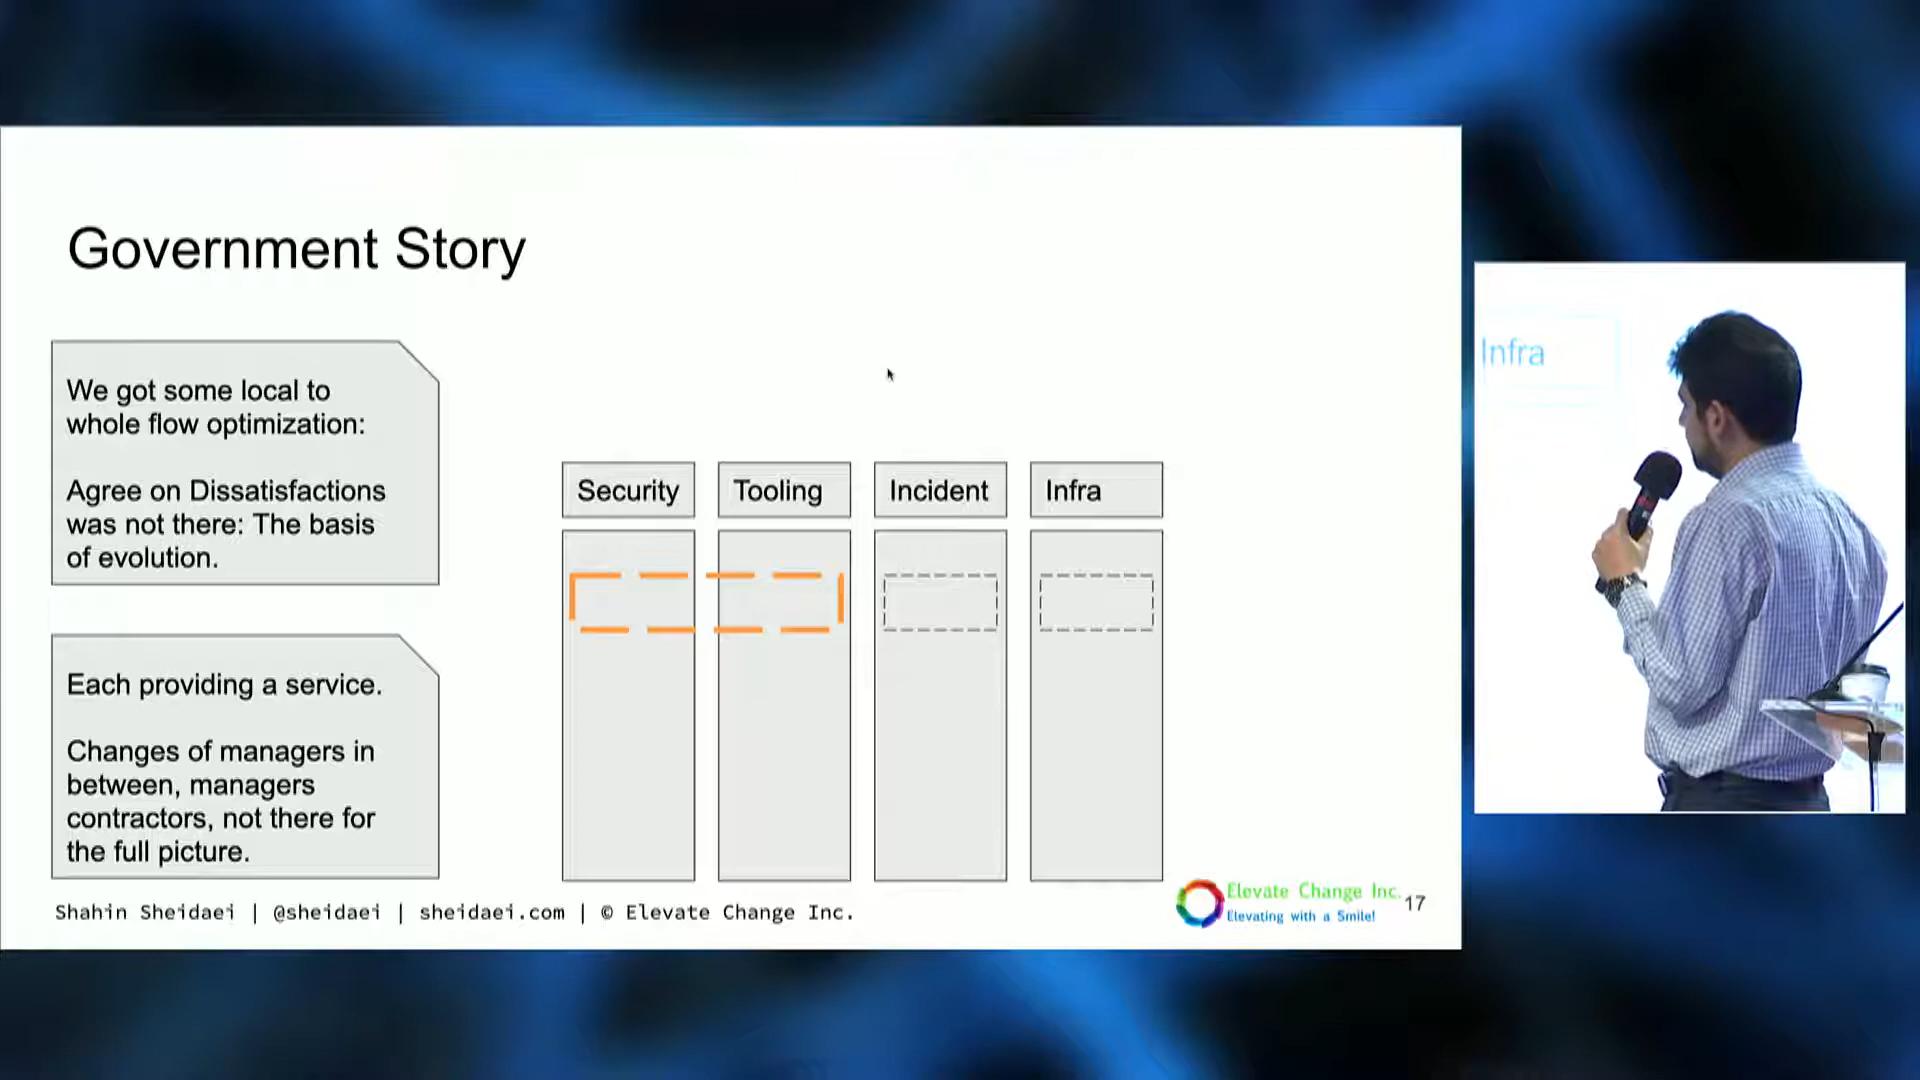 Government Story
We got some local to
whole flow optimization:
Agree on Dissatisfactions
was not there: The basis
of evolution.
Each providing a service.
Changes of managers in
between, managers
contractors, not there for
the full picture.
Security
Tooling
Incident
Infra
Shahin Sheidaei | @sheidaei | sheidaei.com | © Elevate Change Inc.
Elevate Change Inc.
Elevating with a Smile!
17
Infra